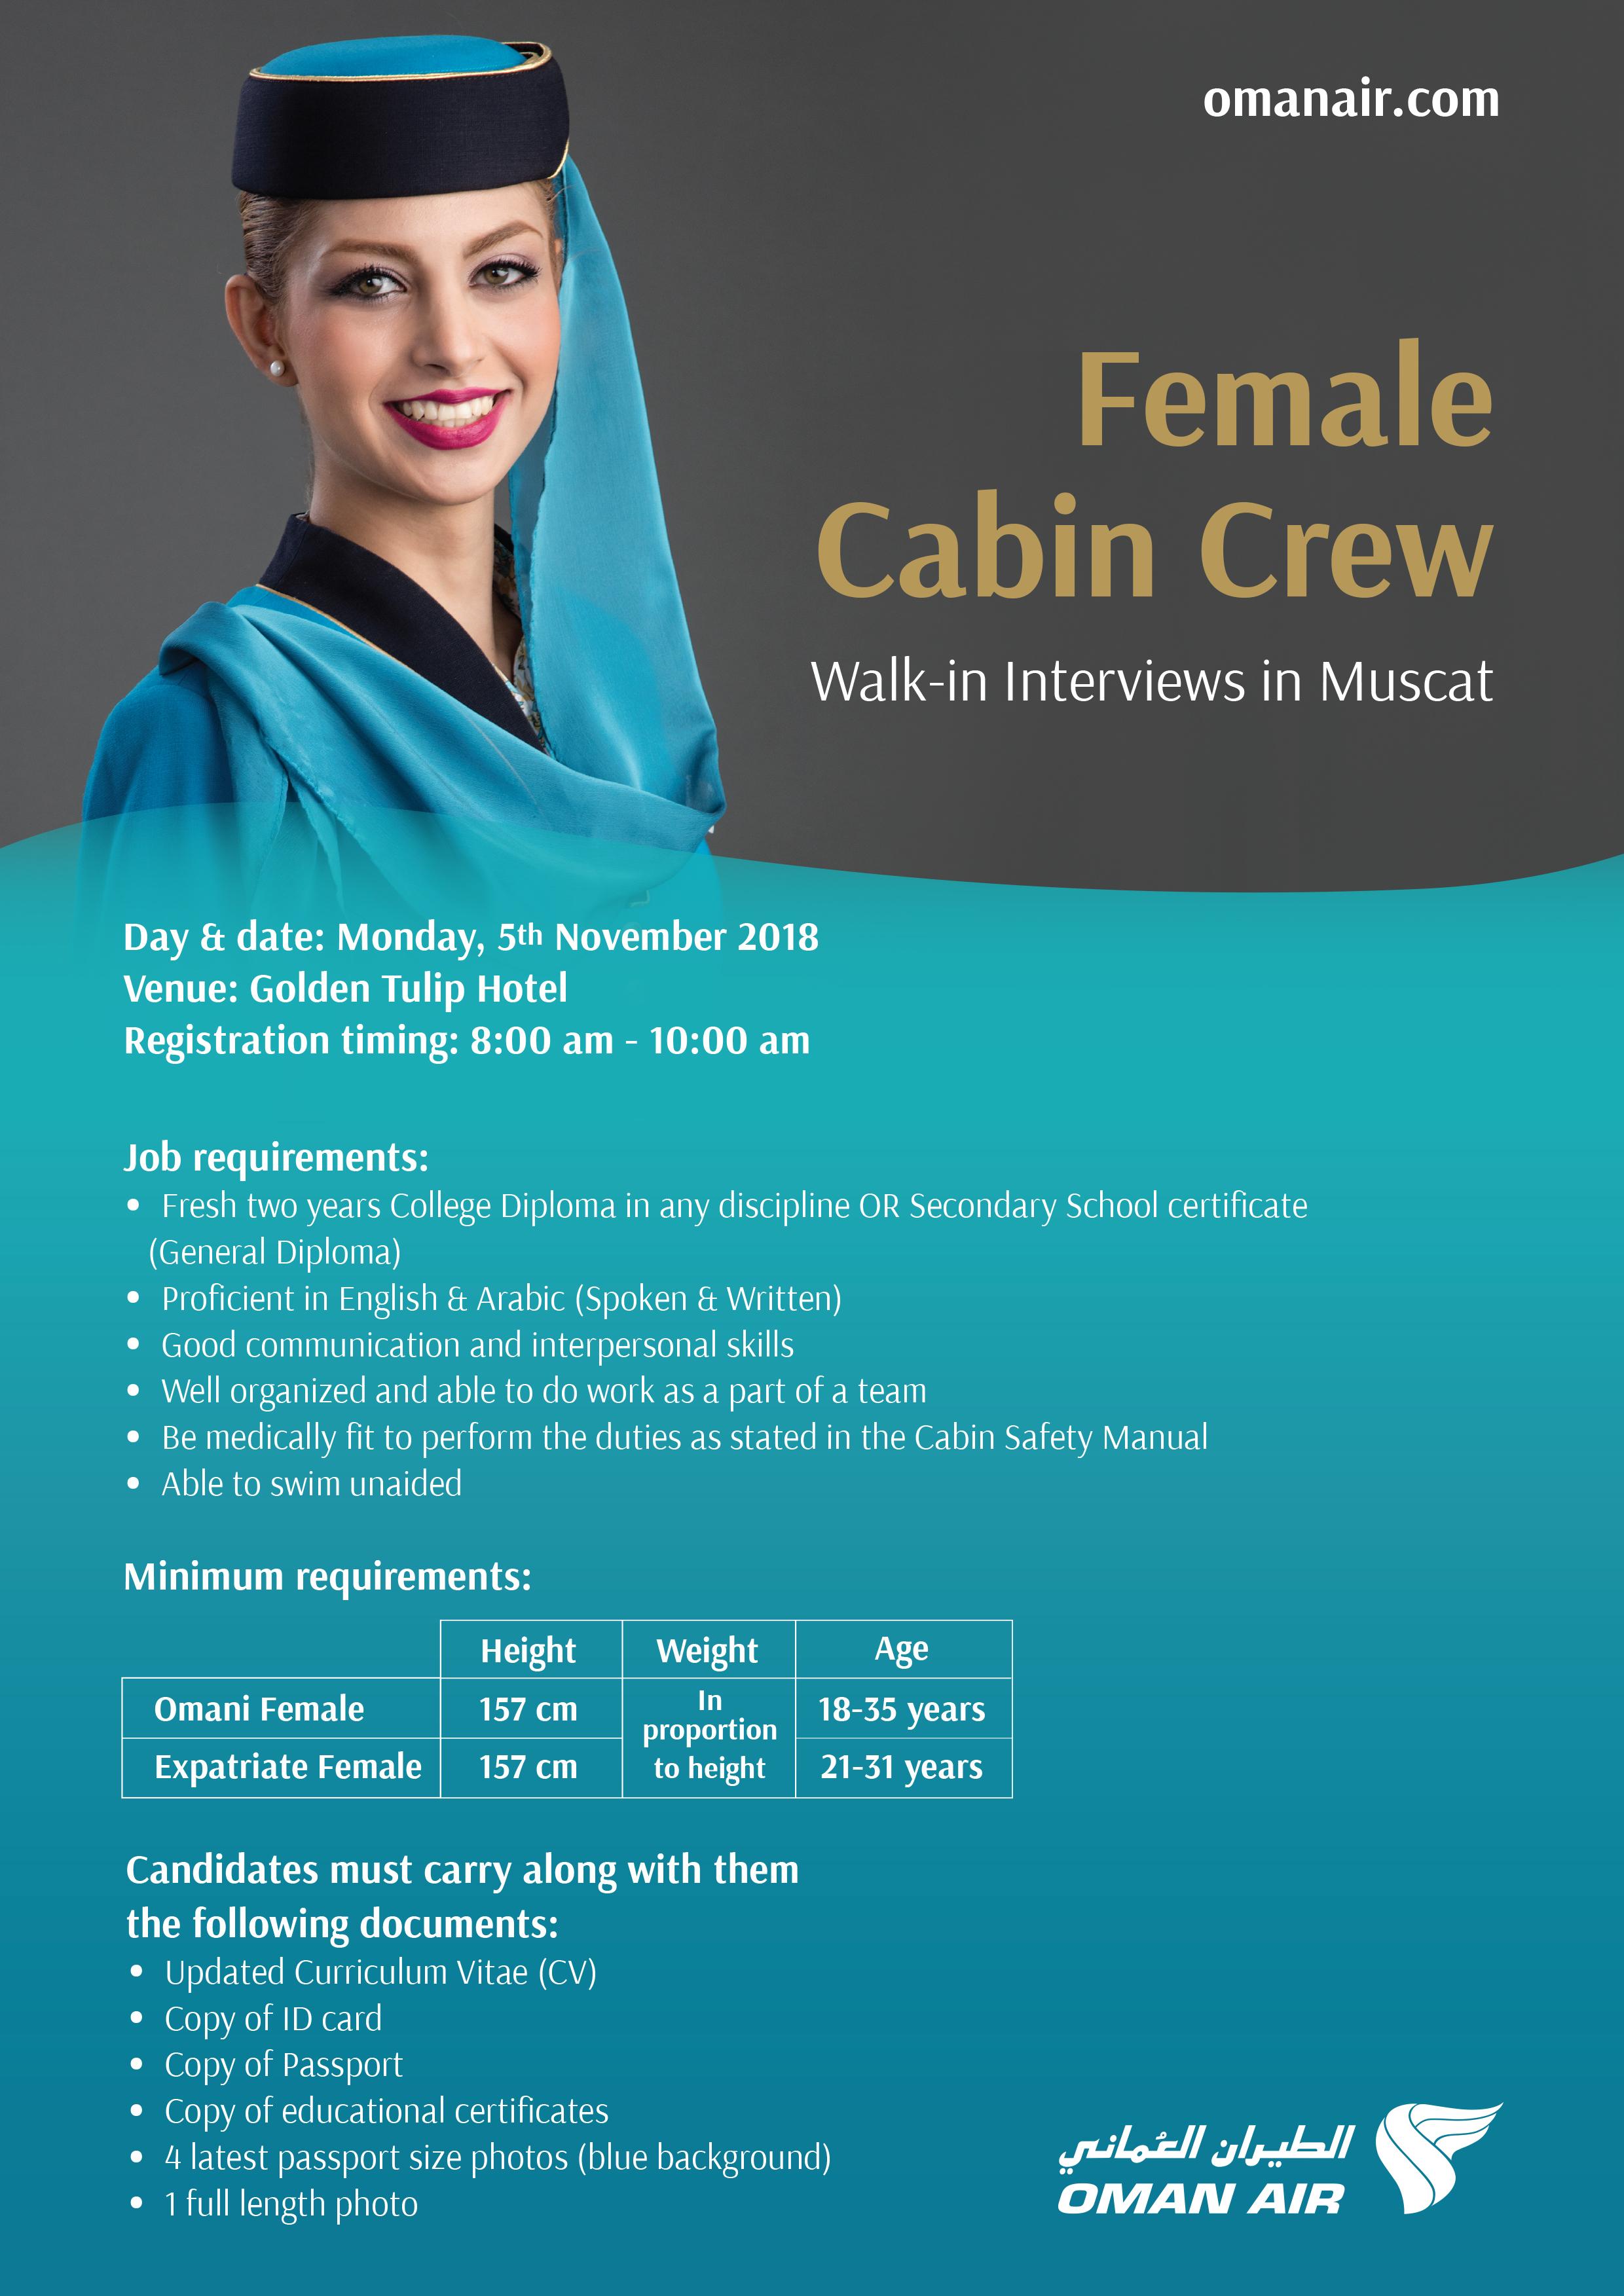 omanair.com
Female
Cabin Crew
Walk-in Interviews in Muscat
Day & date: Monday, 5th November 2018
Venue: Golden Tulip Hotel
Registration timing: 8:00 am - 10:00 am
Job requirements:
• Fresh two years College Diploma in any discipline OR Secondary School certificate
(General Diploma)
• Proficient in English & Arabic (Spoken & Written)
• Good communication and interpersonal skills
• Well organized and able to do work as a part of a team
• Be medically fit to perform the duties as stated in the Cabin Safety Manual
• Able to swim unaided
Minimum requirements:
Height Weight Age
Omani Female 157 cm In proportion to height 18-35 years
Expatriate Female 157 cm 21-31 years
Candidates must carry along with them
the following documents:
• Updated Curriculum Vitae (CV)
• Copy of ID card
• Copy of Passport
• Copy of educational certificates
• 4 latest passport size photos (blue background)
• 1 full length photo
الطيران العُماني
OMAN AIR